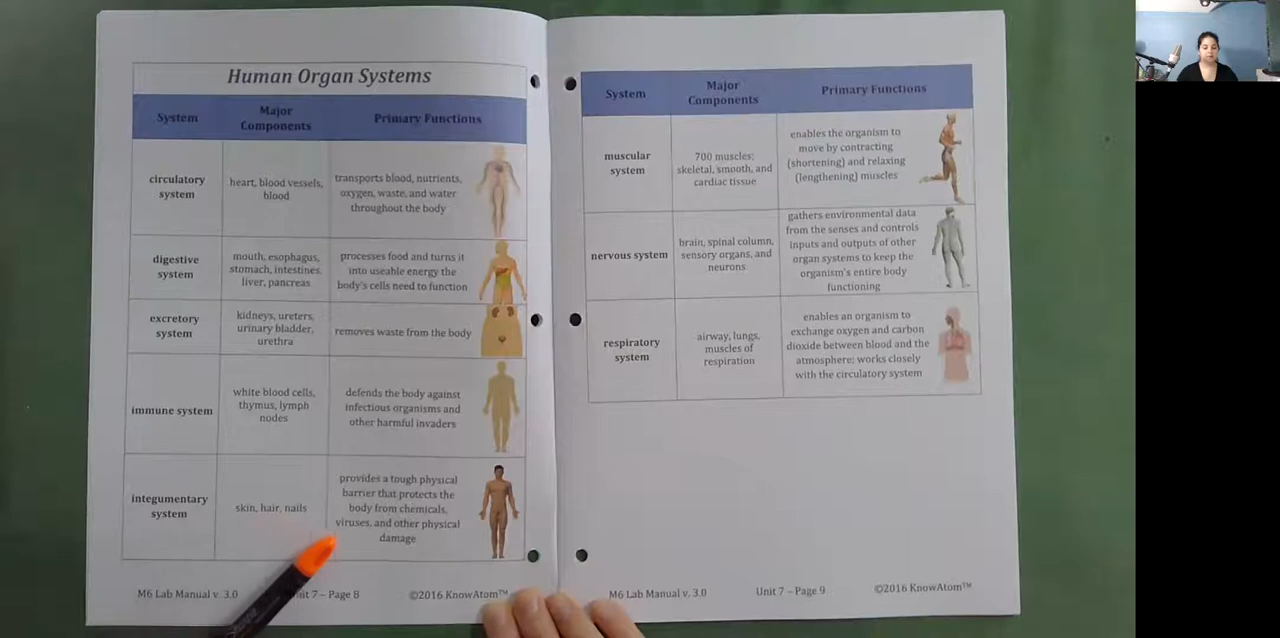 Human Organ Systems
System
Major
Components
Primary Functions
circulatory
system
heart, blood vessels,
blood
transports blood, nutrients,
oxygen, waste, and water
throughout the body
digestive
system
mouth, esophagus,
stomach, intestines,
liver, pancreas
processes food and turns it
into useable energy the
body's cells need to function
excretory
system
kidneys, ureters,
urinary bladder,
urethra
removes waste from the body
immune system
white blood cells,
thymus, lymph
nodes
defends the body against
infectious organisms and
other harmful invaders
integumentary
system
skin, hair, nails
provides a tough physical
barrier that protects the
body from chemicals,
viruses, and other physical
damage
M6 Lab Manual v. 3.0
Unit 7 – Page 8
©2016 KnowAtom™
System
Major
Components
Primary Functions
muscular
system
700 muscles;
skeletal, smooth, and
cardiac tissue
enables the organism to
move by contracting
(shortening) and relaxing
(lengthening) muscles
nervous system
brain, spinal column,
sensory organs, and
neurons
gathers environmental data
from the senses and controls
inputs and outputs of other
organ systems to keep the
organism's entire body
functioning
respiratory
system
airway, lungs,
muscles of
respiration
enables an organism to
exchange oxygen and carbon
dioxide between blood and the
atmosphere; works closely
with the circulatory system
M6 Lab Manual v. 3.0
Unit 7 – Page 9
©2016 KnowAtom™